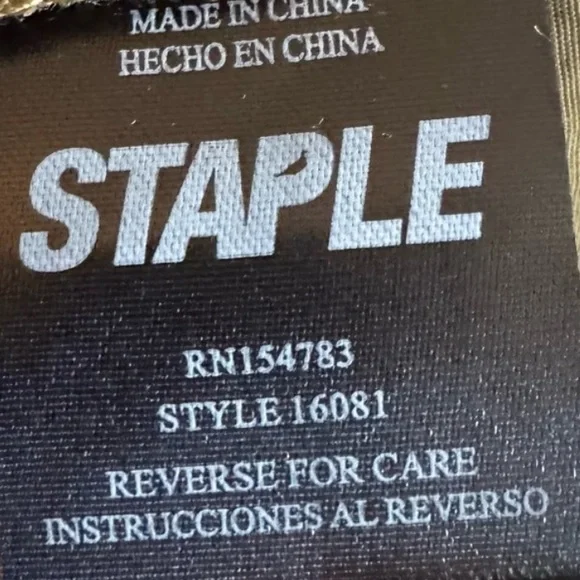 MADE IN CHINA
HECHO EN CHINA
STAPLE
RN154783
STYLE 16081
REVERSE FOR CARE
INSTRUCCIONES AL REVERSO